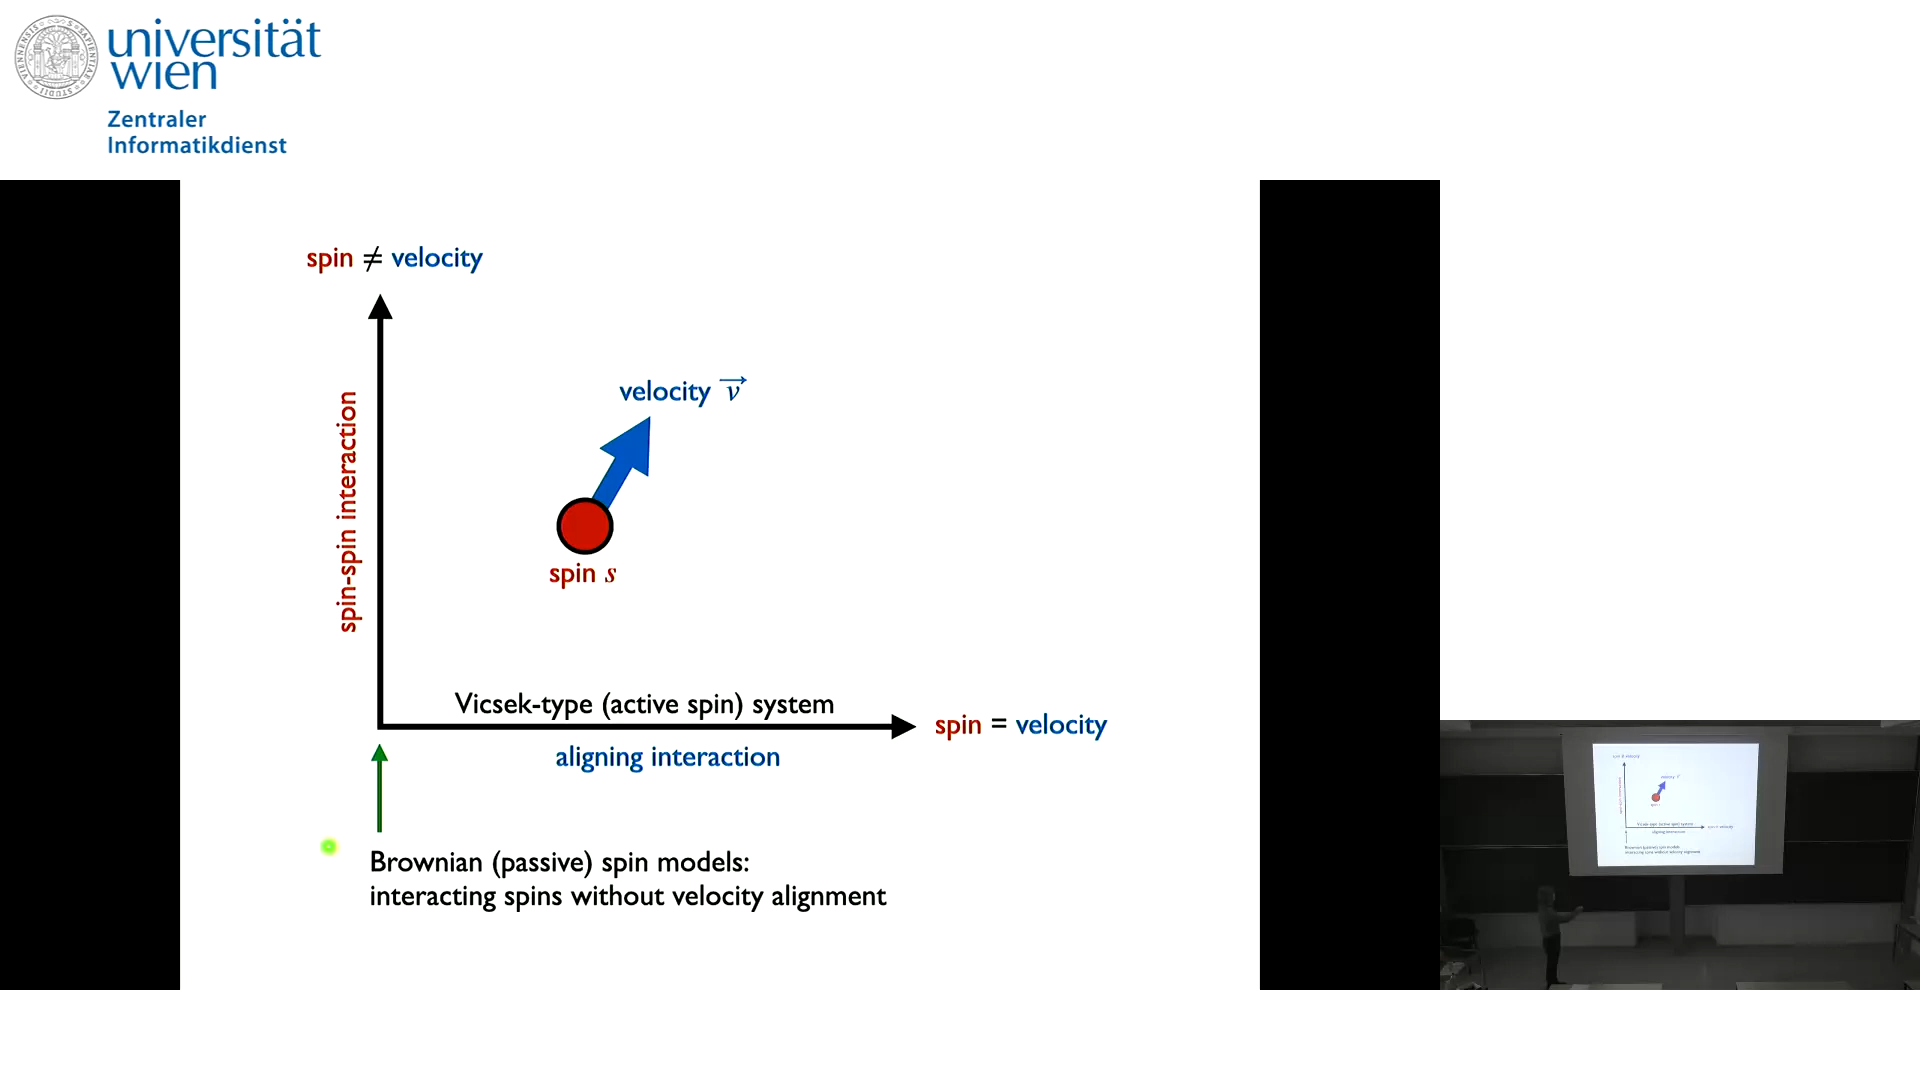 universität
wien
Zentraler
Informatikdienst
spin ≠ velocity
velocity v⃗
spin-spin interaction
spin s
Vicsek-type (active spin) system
spin = velocity
aligning interaction
Brownian (passive) spin models:
interacting spins without velocity alignment